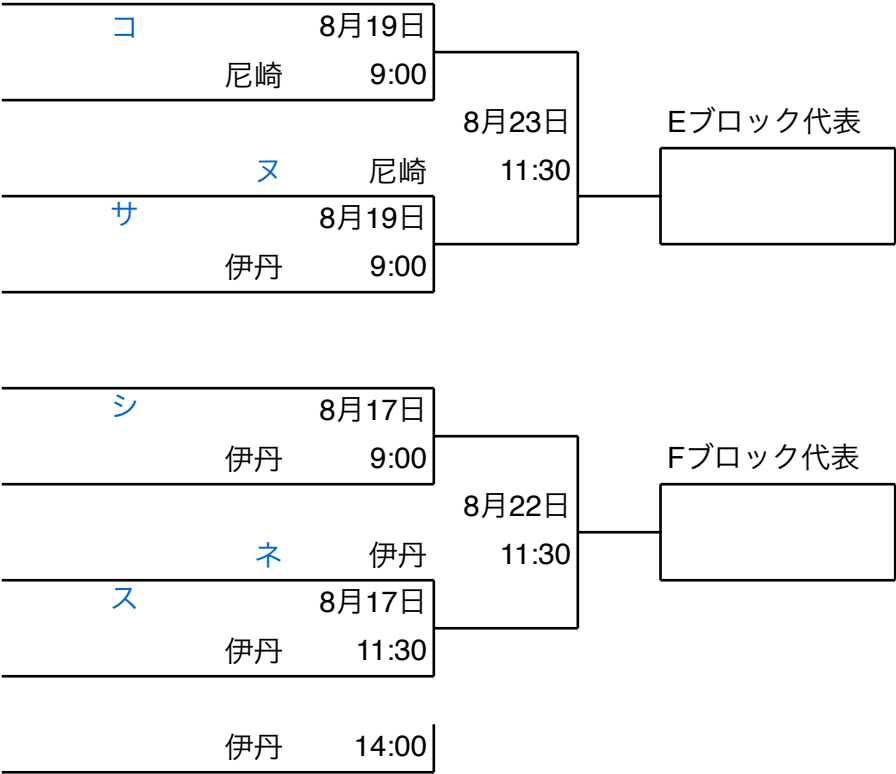 コ 8月19日
尼崎 9:00
8月23日 Eブロック代表
ヌ 尼崎 11:30
サ 8月19日
伊丹 9:00
シ 8月17日
伊丹 9:00 Fブロック代表
8月22日
ネ 伊丹 11:30
ス 8月17日
伊丹 11:30
伊丹 14:00